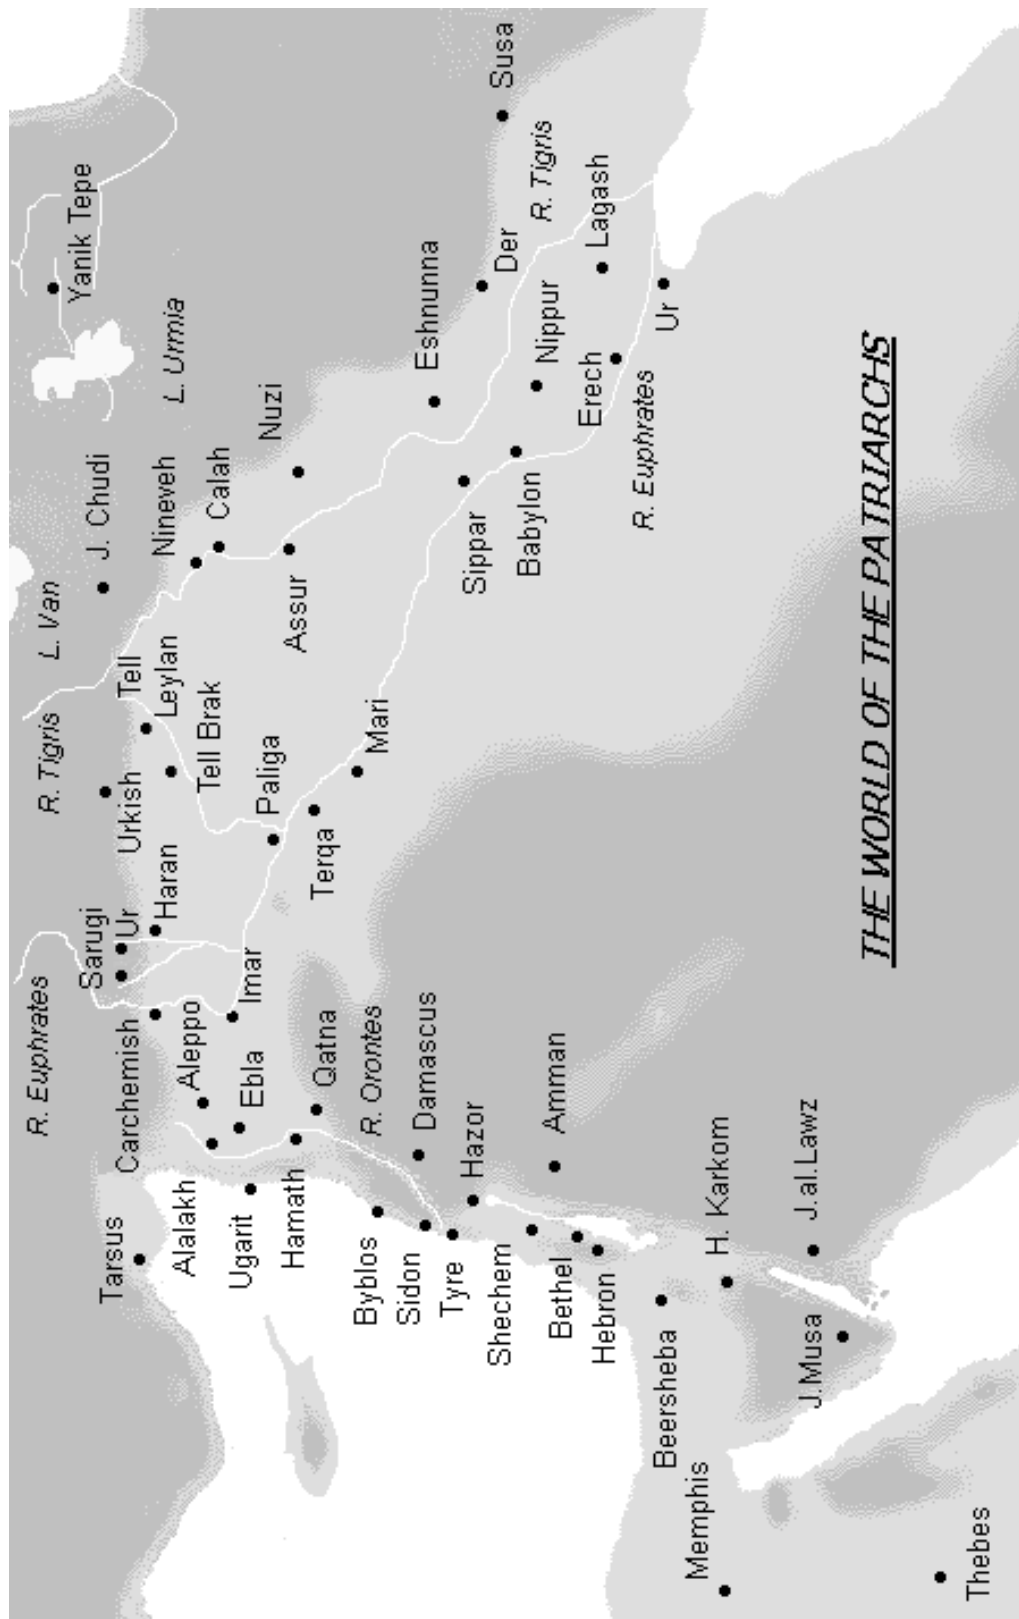 R. Euphrates
Sarugi
Ur
R. Tigris
L. Van
J. Chudi
Yanik Tepe
Tarsus
Carchemish
Haran
Urkish
Tell
Leylan
Nineveh
L. Urmia
Alalakh
Aleppo
Tell Brak
Calah
Ugarit
Ebla
Imar
Paliga
Nuzi
Hamath
Qatna
Terqa
Assur
Mari
Byblos
R. Orontes
Sidon
Damascus
Eshnunna
Tyre
Hazor
Sippar
Der
Susa
Shechem
Babylon
Nippur
R. Tigris
Bethel
Amman
Hebron
Erech
Lagash
R. Euphrates
Ur
Beersheba
Memphis
H. Karkom
J.Musa
J.al.Lawz
THE WORLD OF THE PATRIARCHS
Thebes